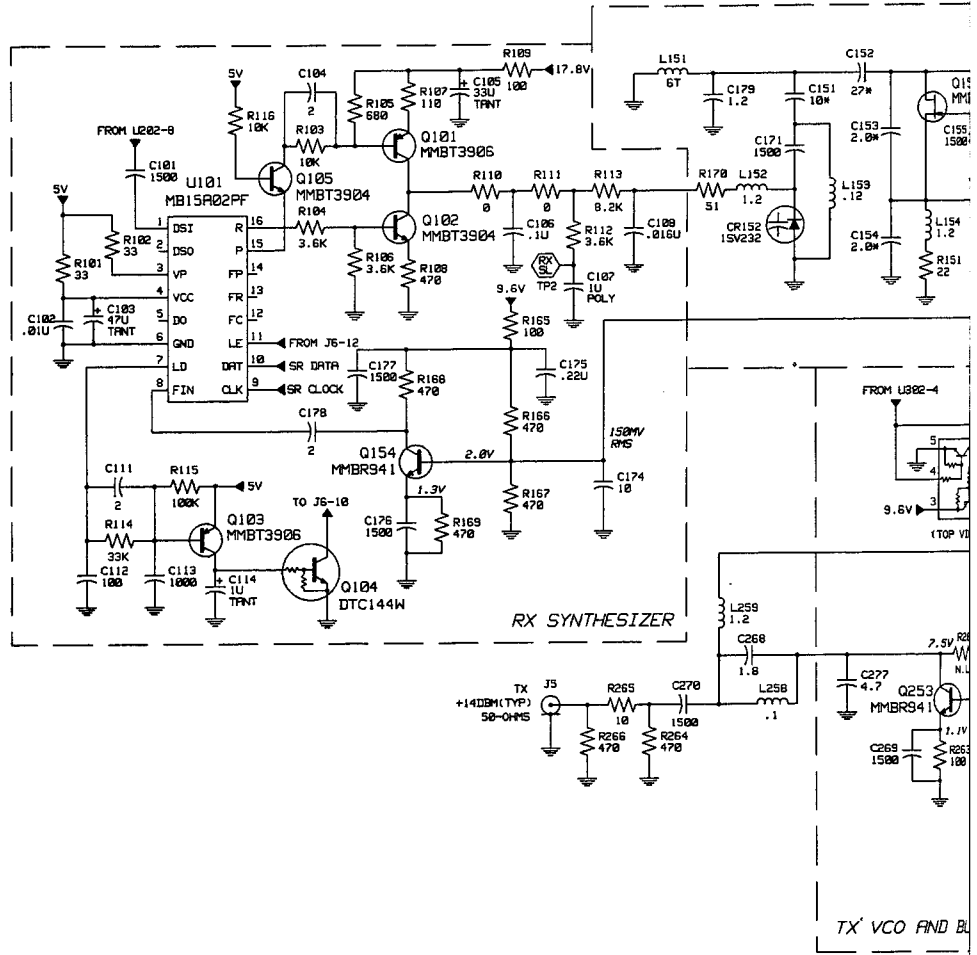 R109
100
17.8V
C105
33U
TANT
5V
C104
2
R105
680
R107
110
R116
10K
R103
10K
Q101
MMBT3906
L151
6T
C179
1.2
C151
10*
C152
27*
C153
2.0*
C155
1500
C171
1500
FROM U202-8
C101
1500
U101
MB15A02PF
Q105
MMBT3904
R104
3.6K
Q102
MMBT3904
R110
0
R111
0
R113
8.2K
R170
51
L152
1.2
L159
.12
CR152
1SV232
C154
2.0*
L154
1.2
R151
22
5V
R102
33
R101
33
C102
.01U
C103
47U
TANT
1 DSI R 16
2 DSO P 15
3 VP FP 14
4 VCC FR 13
5 DO FC 12
6 GND LE 11
7 LD DAT 10
8 FIN CLK 9
FROM J6-12
SR DATA
SR CLOCK
R106
3.6K
R108
470
C106
.1U
R112
3.6K
C108
.016U
RX
SL
TP2
C107
1U
POLY
9.6V
R165
100
C177
1500
R168
470
C175
.22U
R166
470
C178
2
Q154
MMBR941
2.0V
150MV
RMS
1.3V
C174
10
R167
470
C176
1500
R169
470
C111
2
R115
100K
5V
R114
33K
Q103
MMBT3906
TO J6-10
C112
100
C113
1000
C114
1U
TANT
Q104
DTC144W
RX SYNTHESIZER
FROM U302-4
5
4
3
9.6V
(TOP VI
L259
1.2
C268
1.8
L258
.1
TX
+14DBM(TYP)
50-OHMS
J5
R265
10
C270
1500
R266
470
R264
470
C277
4.7
7.5V
N.L
Q253
MMBR941
1.1V
C269
1500
R263
100
TX VCO AND BU